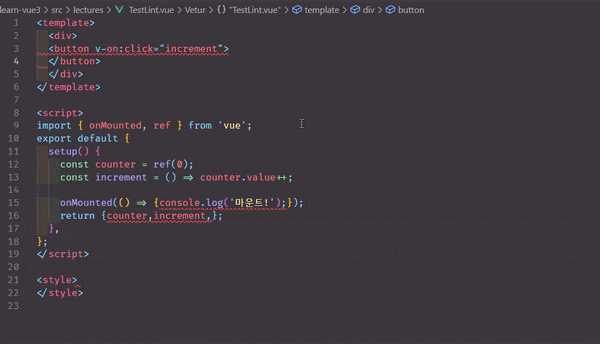 learn-vue3 > src > lectures > TestLint.vue > Vetur > {} "TestLint.vue" > template > div > button
1 <template>
2 <div>
3 <button v-on:click="increment">
4 </button>
5 </div>
6 </template>
7
8 <script>
9 import { onMounted, ref } from 'vue';
10 export default {
11 setup() {
12 const counter = ref(0);
13 const increment = () => counter.value++;
14
15 onMounted(() => {console.log('마운트!');});
16 return {counter,increment,};
17 },
18 };
19 </script>
20
21 <style>
22 </style>
23